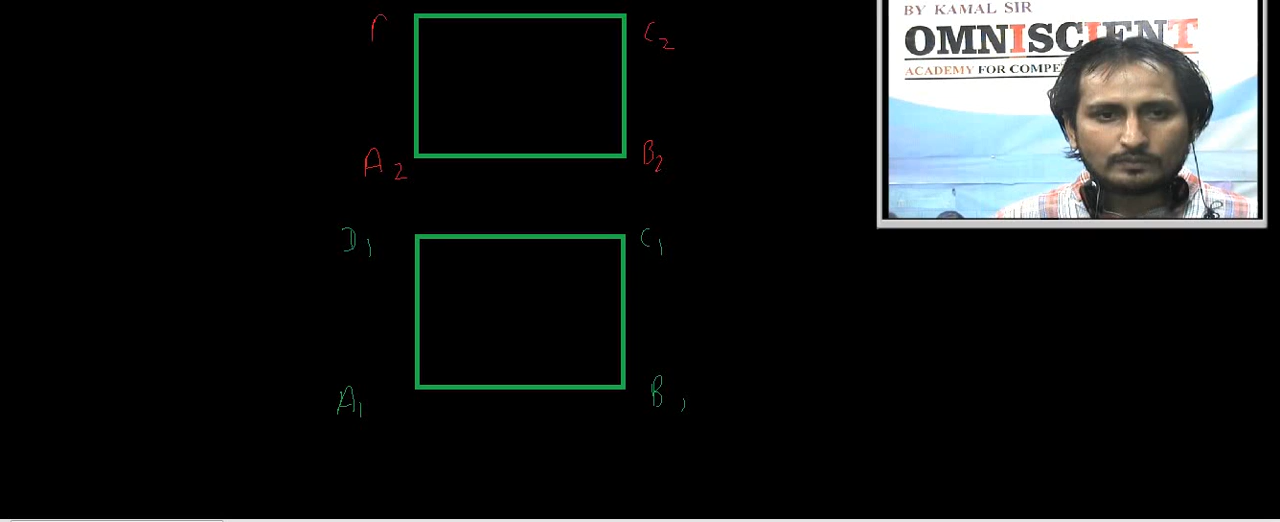 BY KAMAL SIR
OMNISCIENT
ACADEMY FOR COMPE
C2
A2 B2
D1 C1
A1 B1